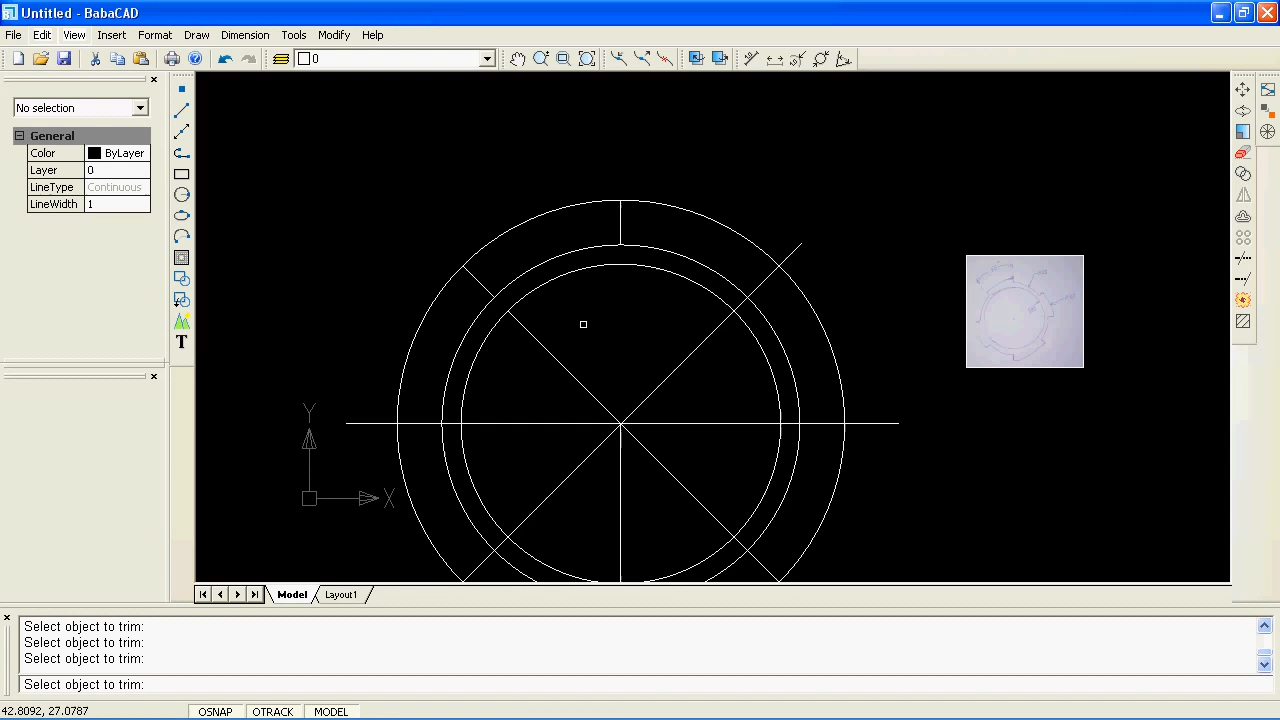 Untitled - BabaCAD
File Edit View Insert Format Draw Dimension Tools Modify Help
0
No selection
General
Color ByLayer
Layer 0
LineType Continuous
LineWidth 1
T
Y
X
Model Layout1
Select object to trim:
Select object to trim:
Select object to trim:
Select object to trim:
42.8092, 27.0787 OSNAP OTRACK MODEL